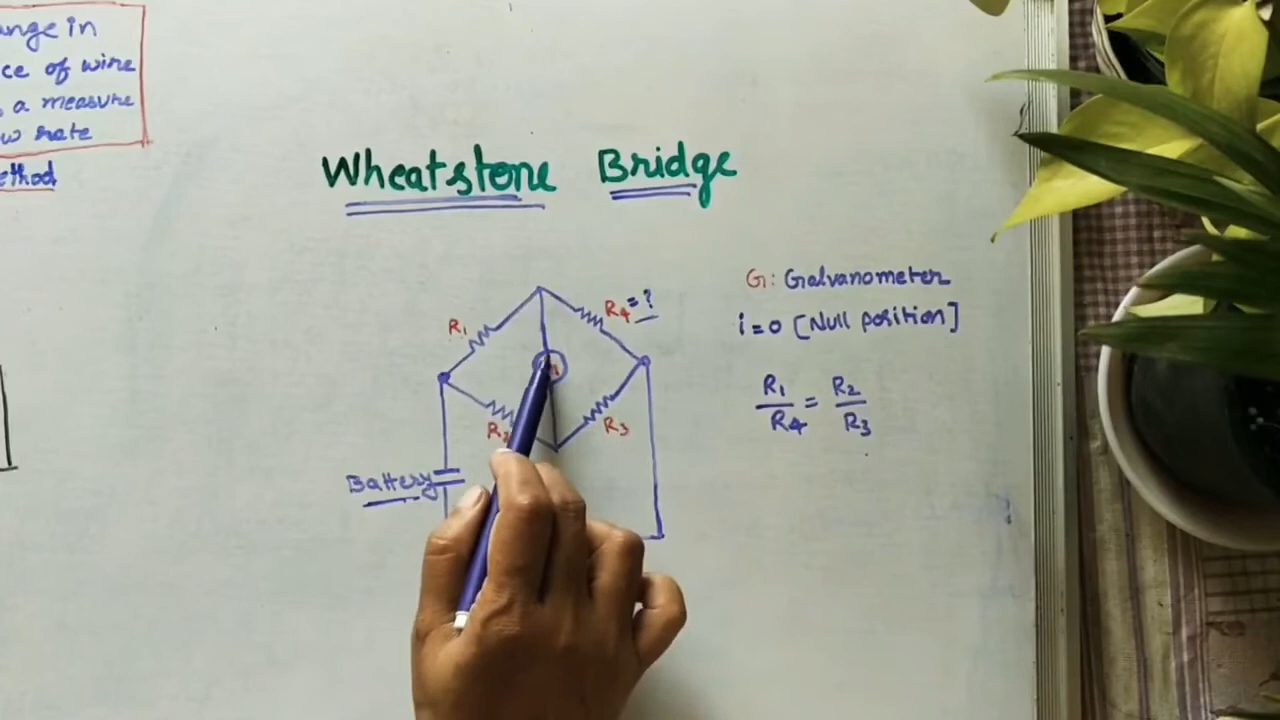 ange in
ce of wire
a measure
w rate
ethod
Wheatstone Bridge
R1
R4 = ?
G: Galvanometer
i = 0 [Null position]
R1/R4 = R2/R3
R3
Battery